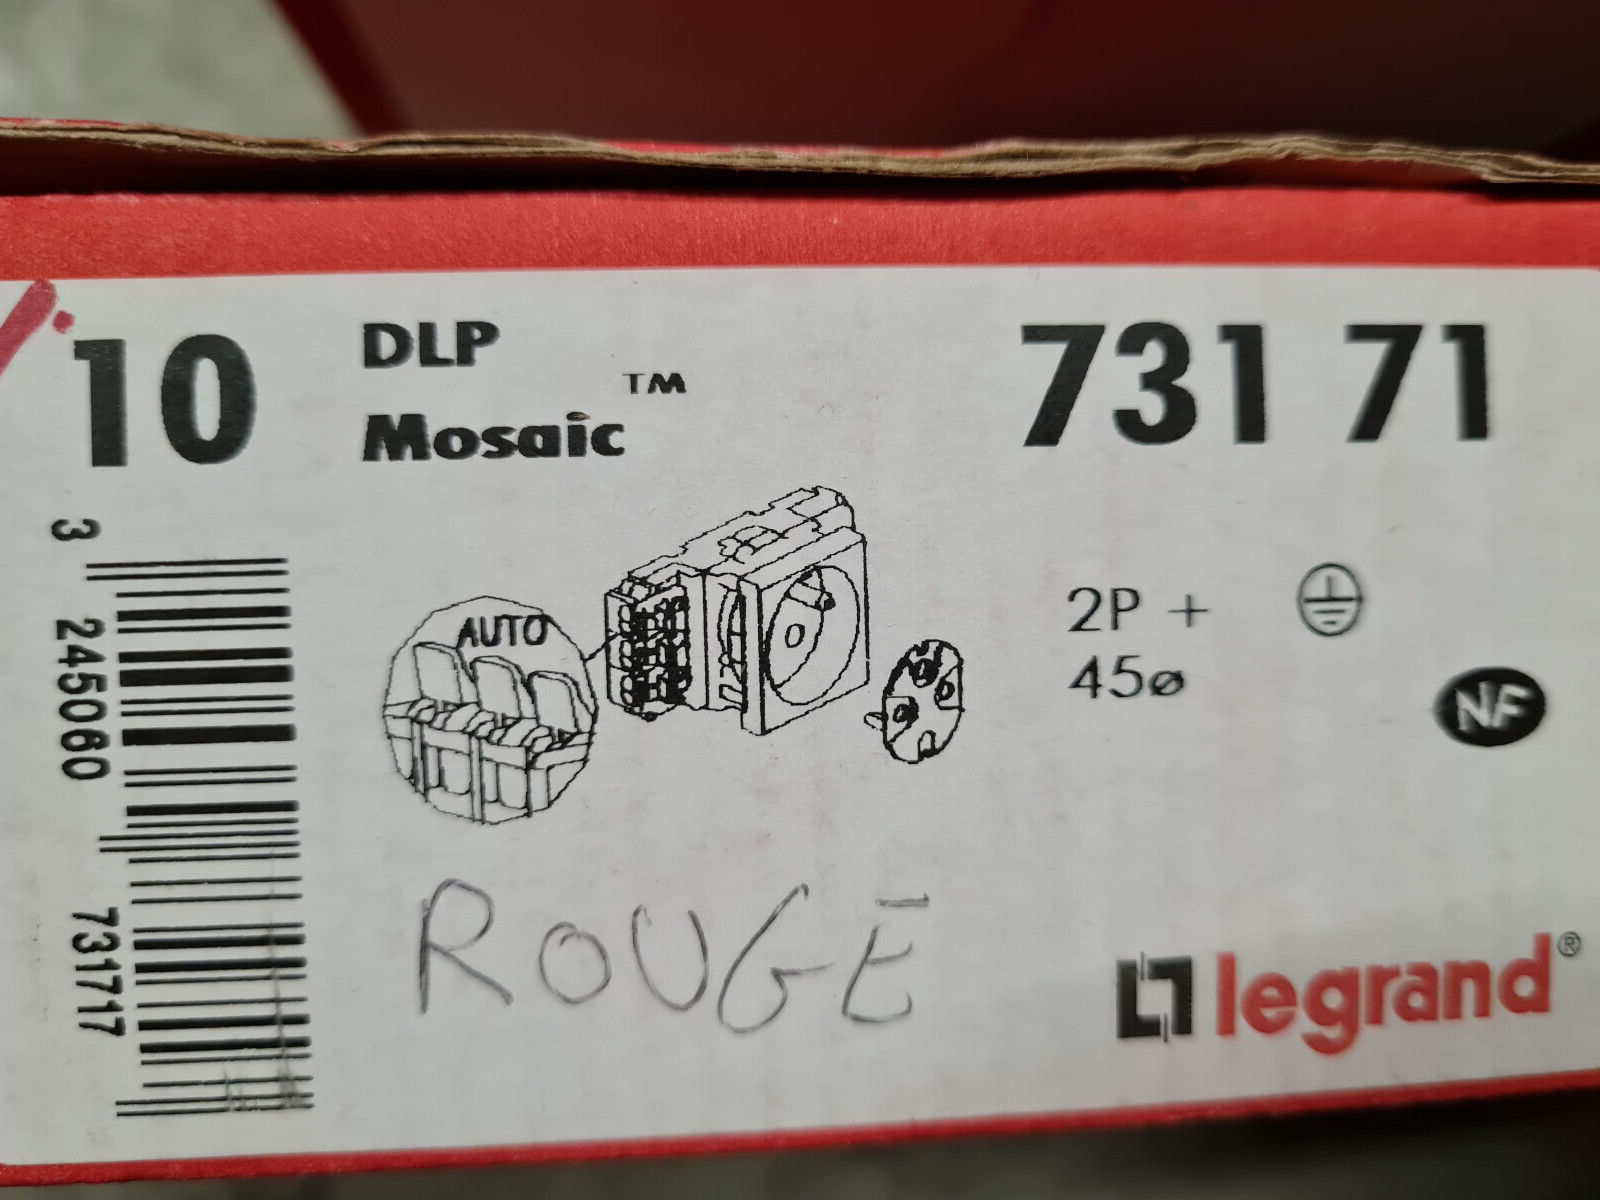 10
DLP
Mosaic™
731 71
3 245060 731717
AUTO
2P +
45ø
NF
ROUGE
legrand®